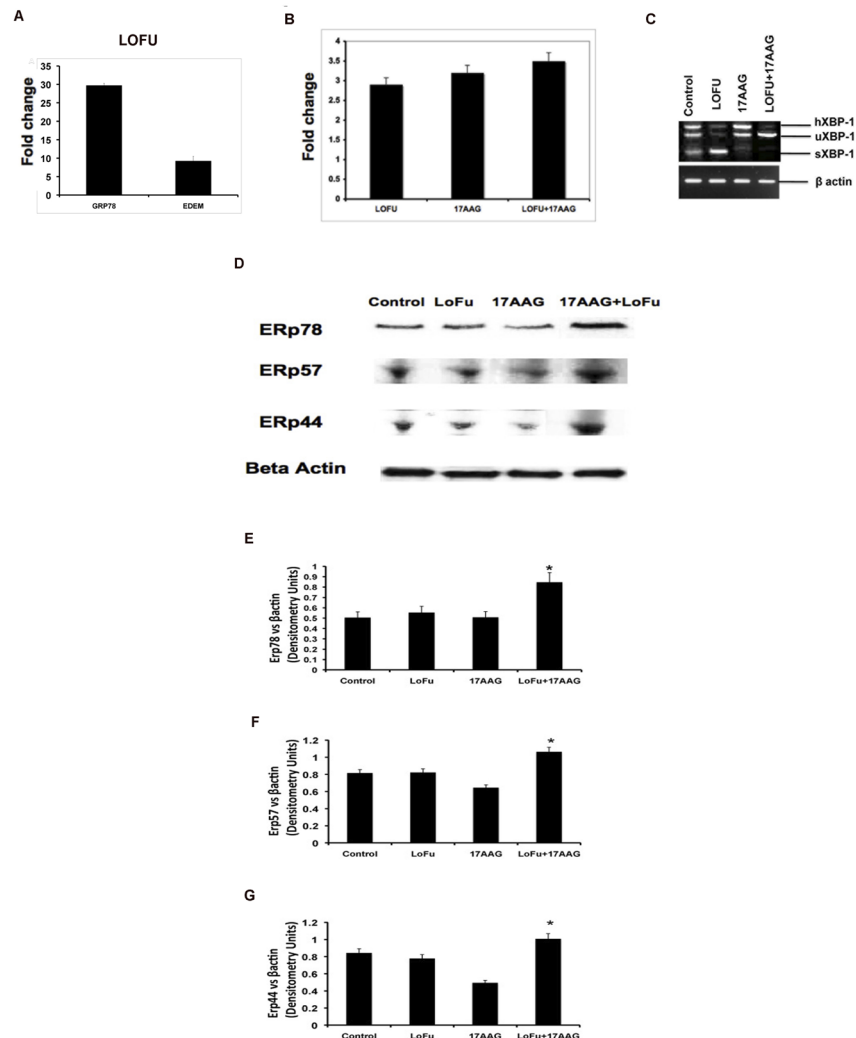 A
LOFU
Fold change
35
30
25
20
15
10
5
0
GRP78 EDEM
B
Fold change
4
3.5
3
2.5
2
1.5
1
0.5
0
LOFU 17AAG LOFU+17AAG
C
Control LOFU 17AAG LOFU+17AAG
hXBP-1
uXBP-1
sXBP-1
β actin
D
Control LoFu 17AAG 17AAG+LoFu
ERp78
ERp57
ERp44
Beta Actin
E
Erp78 vs βactin
(Densitometry Units)
1
0.9
0.8
0.7
0.6
0.5
0.4
0.3
0.2
0.1
0
*
Control LoFu 17AAG LoFu+17AAG
F
Erp57 vs βactin
(Densitometry Units)
1.2
1
0.8
0.6
0.4
0.2
0
*
Control LoFu 17AAG LoFu+17AAG
G
Erp44 vs βactin
(Densitometry Units)
1.2
1
0.8
0.6
0.4
0.2
0
*
Control LoFu 17AAG LoFu+17AAG